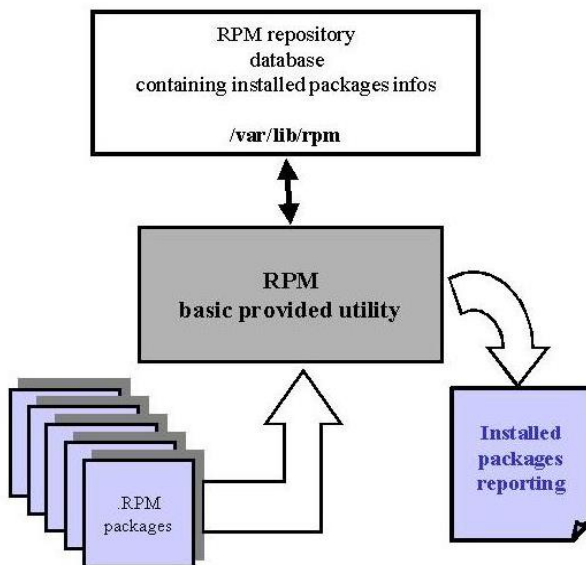 RPM repository
database
containing installed packages infos
/var/lib/rpm
RPM
basic provided utility
Installed
packages
reporting
.RPM
packages